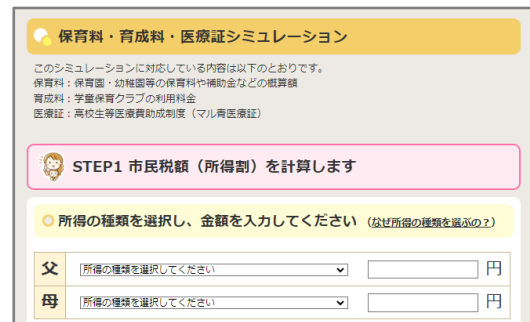 保育料・育成料・医療証シミュレーション
このシミュレーションに対応している内容は以下のとおりです。
保育料：保育園・幼稚園等の保育料や補助金などの概算額
育成料：学童保育クラブの利用料金
医療証：高校生等医療費助成制度（マル青医療証）
STEP1 市民税額（所得割）を計算します
所得の種類を選択し、金額を入力してください （なぜ所得の種類を選ぶの？）
父 所得の種類を選択してください 円
母 所得の種類を選択してください 円